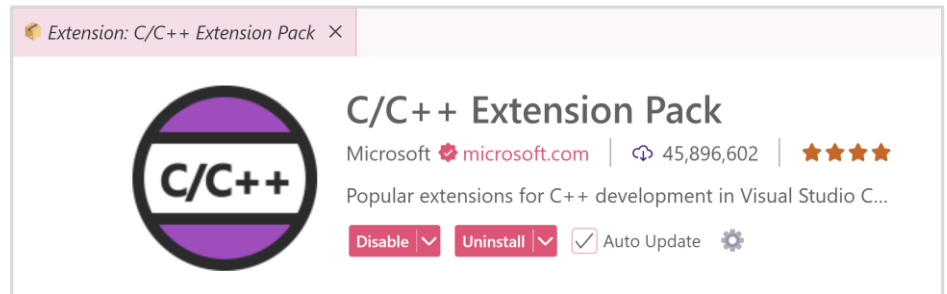 Extension: C/C++ Extension Pack
C/C++
C/C++ Extension Pack
Microsoft microsoft.com 45,896,602
Popular extensions for C++ development in Visual Studio C...
Disable Uninstall Auto Update